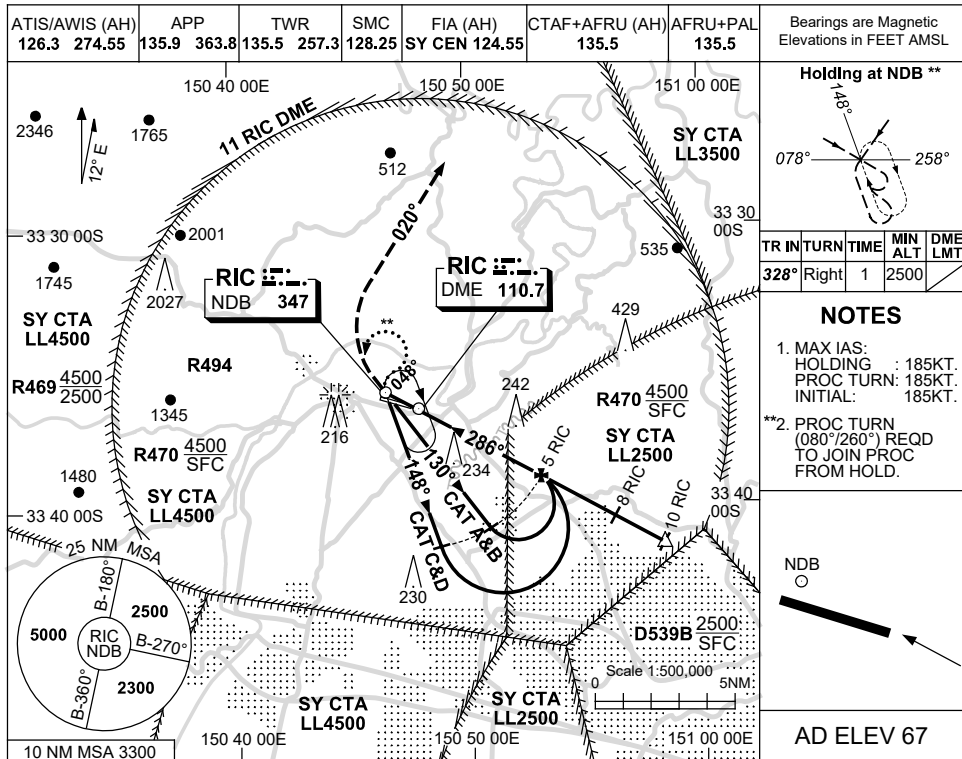 ATIS/AWIS (AH) APP TWR SMC FIA (AH) CTAF+AFRU (AH) AFRU+PAL
126.3 274.55 135.9 363.8 135.5 257.3 128.25 SY CEN 124.55 135.5 135.5
Bearings are Magnetic
Elevations in FEET AMSL
150 40 00E
150 50 00E
151 00 00E
2346
1765
12° E
11 RIC DME
512
SY CTA
LL3500
020°
33 30 00S
2001
535
33 30
00S
1745
2027
RIC
NDB 347
RIC
DME 110.7
SY CTA
LL4500
**
429
R469 4500
2500
R494
048°
242
R470 4500
SFC
1345
216
SY CTA
LL2500
R470 4500
SFC
286°
234
5 RIC
1480
SY CTA
LL4500
130° CAT A&B
148° CAT C&D
8 RIC
10 RIC
33 40
00S
33 40 00S
25 NM MSA
230
B-180°
5000
2500
RIC
NDB
B-270°
B-360°
2300
D539B 2500
SFC
Scale 1:500,000
0 5NM
SY CTA
LL4500
SY CTA
LL2500
10 NM MSA 3300
150 40 00E
150 50 00E
151 00 00E
Holding at NDB **
148°
078°
258°
TR IN TURN TIME MIN ALT DME LMT
328° Right 1 2500
NOTES
1. MAX IAS:
HOLDING : 185KT.
PROC TURN: 185KT.
INITIAL: 185KT.
**2. PROC TURN
(080°/260°) REQD
TO JOIN PROC
FROM HOLD.
NDB
AD ELEV 67